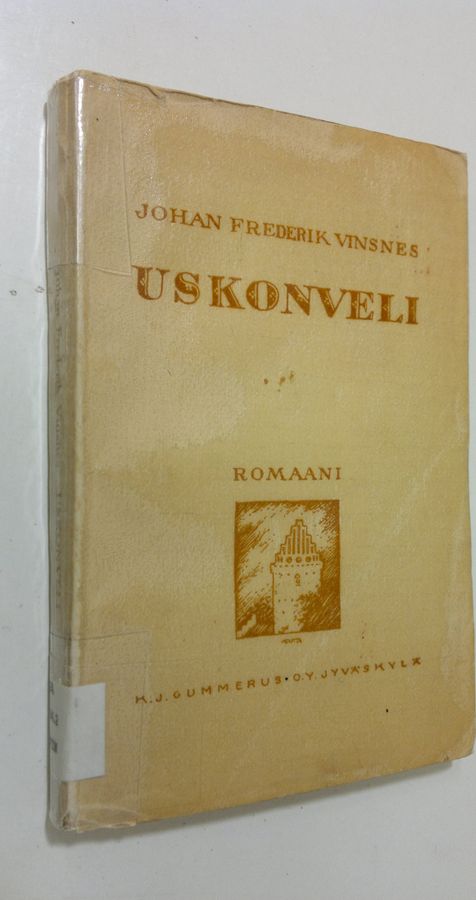 JOHAN FREDERIK VINSNES
USKONVELI
ROMAANI
K.J.GUMMERUS·O.Y.JYVÄSKYLÄ